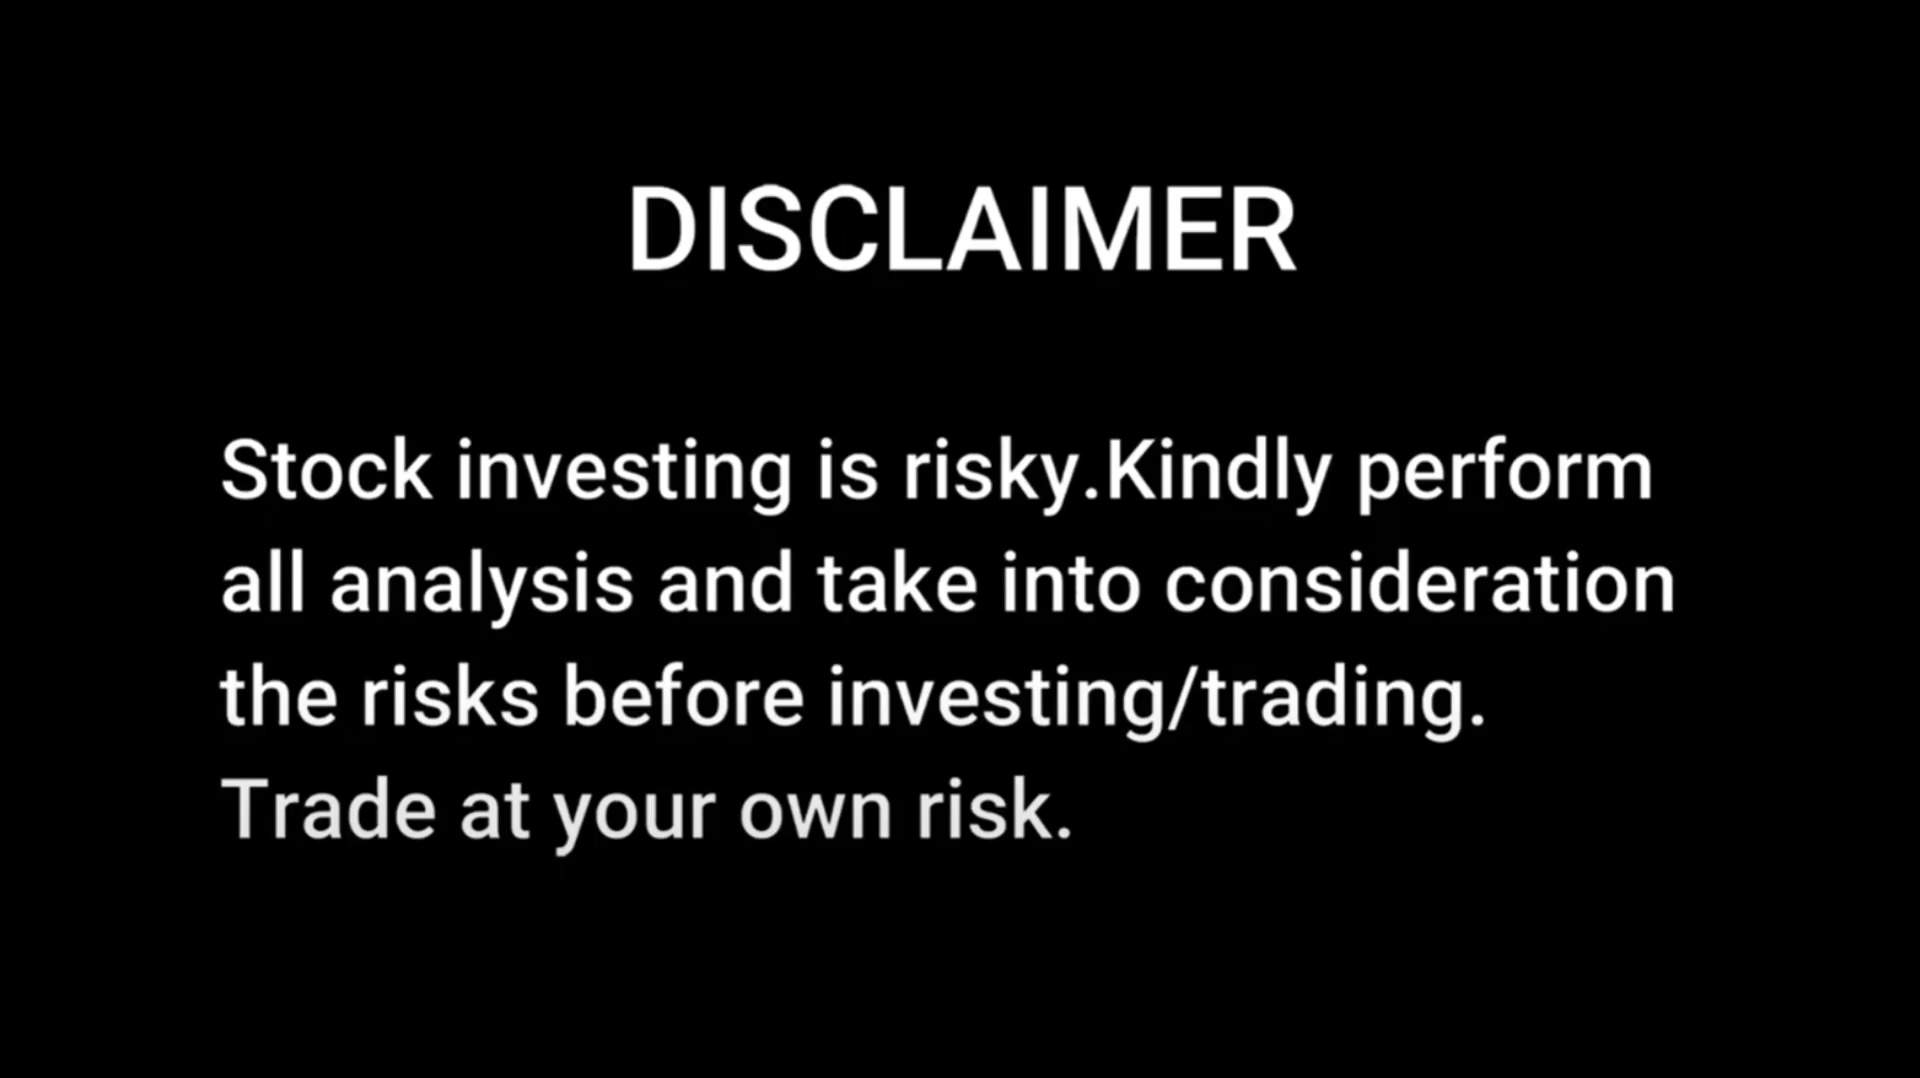 DISCLAIMER
Stock investing is risky.Kindly perform
all analysis and take into consideration
the risks before investing/trading.
Trade at your own risk.